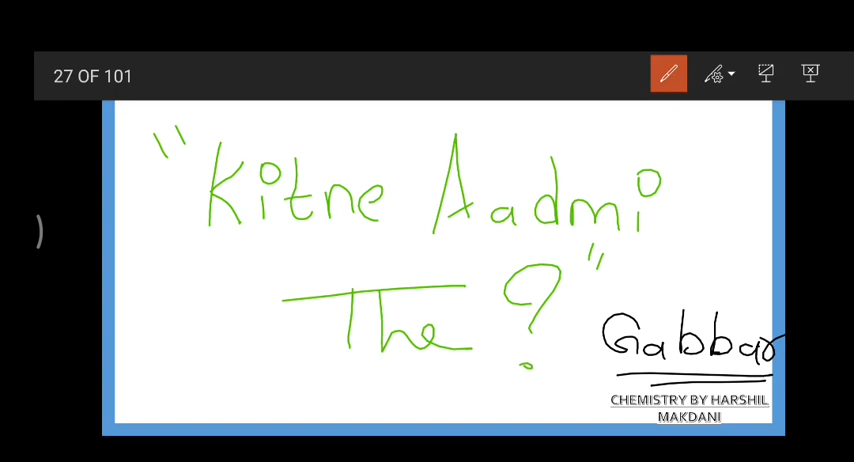 27 OF 101
"Kitne Aadmi
The ?"
Gabbar
CHEMISTRY BY HARSHIL
MAKDANI